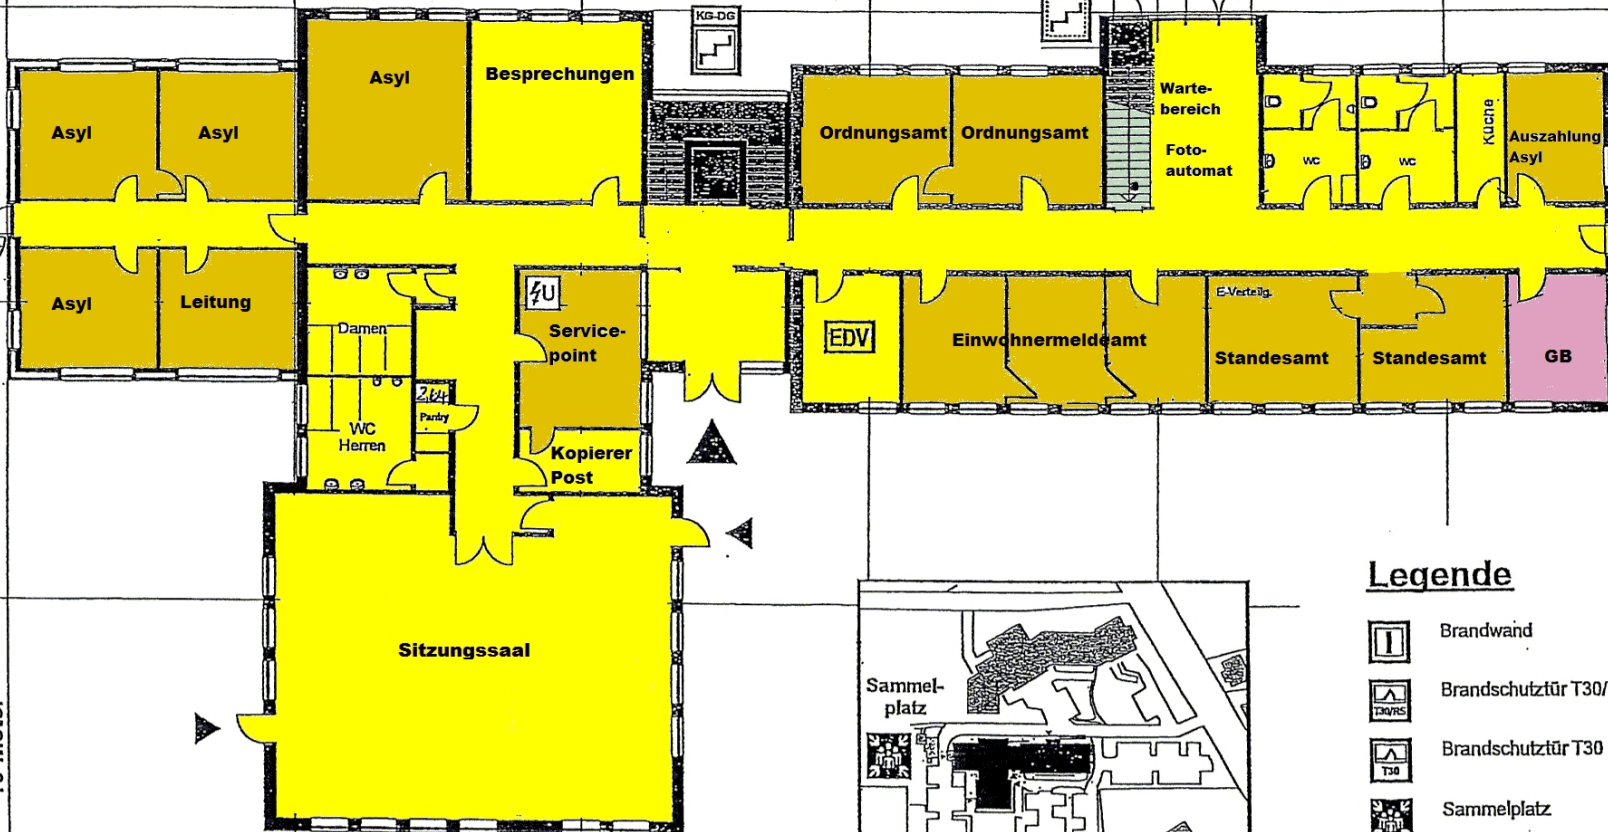 KG-DG
Asyl
Besprechungen
Asyl
Asyl
Ordnungsamt
Ordnungsamt
Warte-
bereich
Foto-
automat
WC
WC
Küche
Auszahlung
Asyl
Asyl
Leitung
Damen
U
Service-
point
EDV
Einwohnermeldeamt
E-Verteilg.
Standesamt
Standesamt
GB
2,64
Pantry
WC
Herren
Kopierer
Post
Sitzungssaal
Sammel-
platz
Legende
Brandwand
T30/RS
Brandschutztür T30/
T30
Brandschutztür T30
Sammelplatz